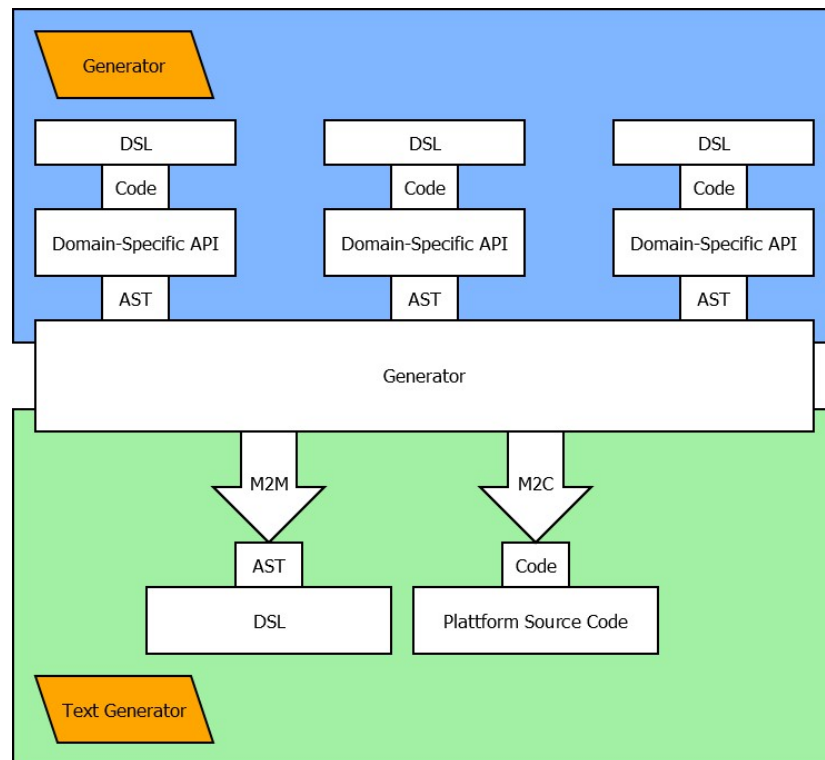 Generator
DSL DSL DSL
Code Code Code
Domain-Specific API Domain-Specific API Domain-Specific API
AST AST AST
Generator
M2M M2C
AST Code
DSL Plattform Source Code
Text Generator